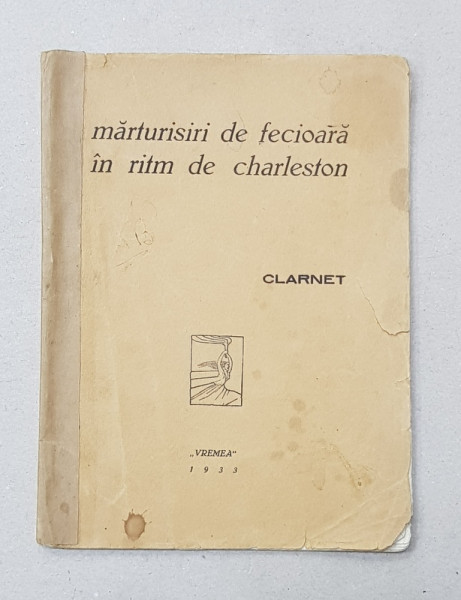 mărturisiri de fecioară
în ritm de charleston
CLARNET
„VREMEA“
1933